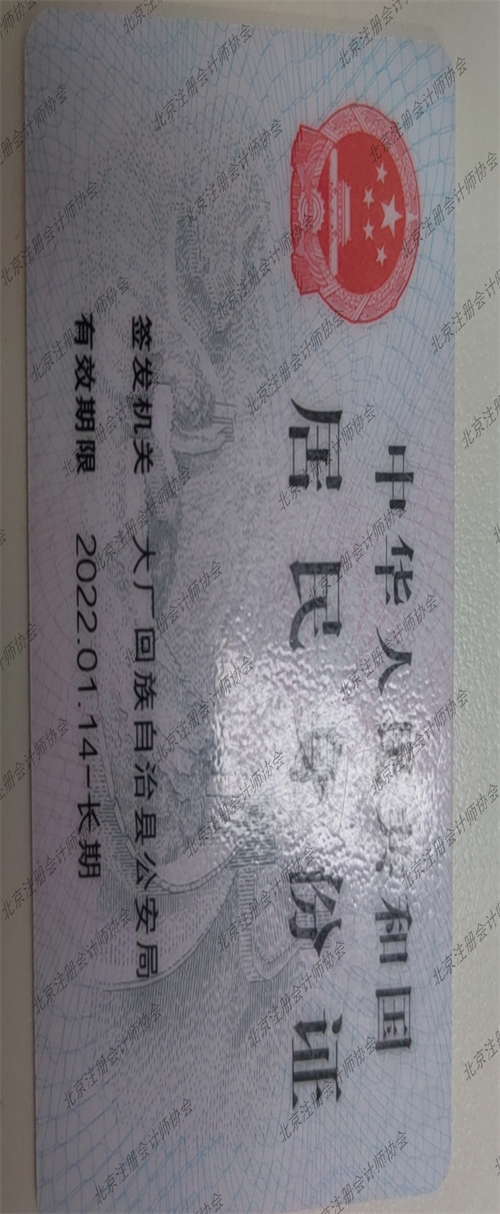 中华人民共和国
居民身份证
签发机关 大厂回族自治县公安局
有效期限 2022.01.14-长期
北京注册会计师协会